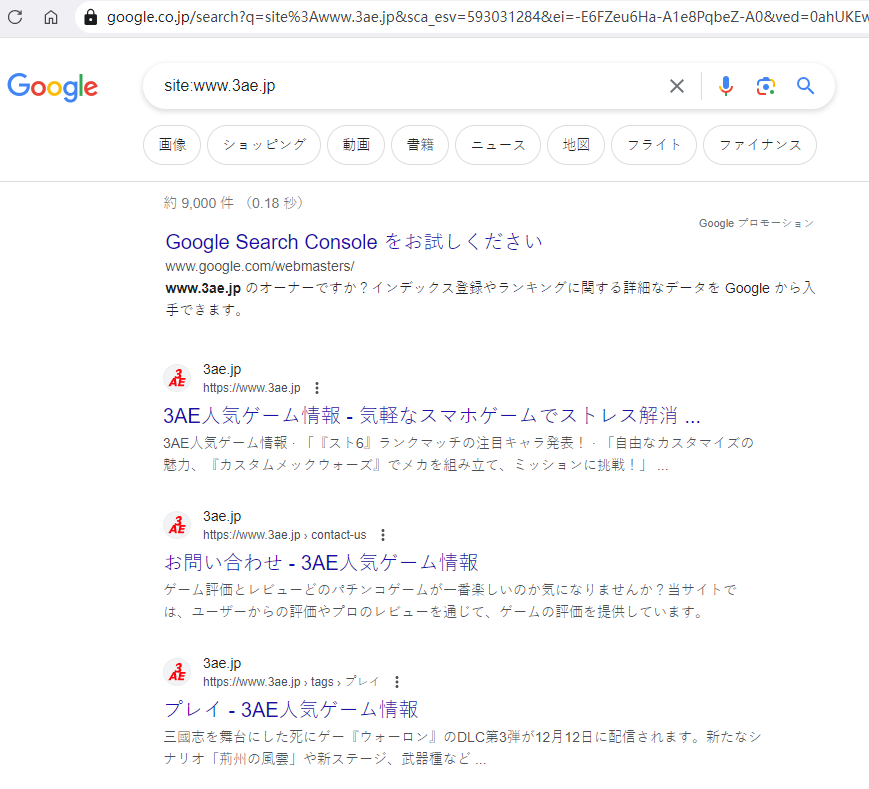 google.co.jp/search?q=site%3Awww.3ae.jp&sca_esv=593031284&ei=-E6FZeu6Ha-A1e8PqbeZ-A0&ved=0ahUKEw
Google
site:www.3ae.jp
画像 ショッピング 動画 書籍 ニュース 地図 フライト ファイナンス
約 9,000 件 （0.18 秒）
Google プロモーション
Google Search Console をお試しください
www.google.com/webmasters/
www.3ae.jp のオーナーですか？インデックス登録やランキングに関する詳細なデータを Google から入
手できます。
3AE
3ae.jp
https://www.3ae.jp
3AE人気ゲーム情報 - 気軽なスマホゲームでストレス解消 ...
3AE人気ゲーム情報 · 「『スト6』ランクマッチの注目キャラ発表！ · 「自由なカスタマイズの
魅力、『カスタムメックウォーズ』でメカを組み立て、ミッションに挑戦！」 ...
3AE
3ae.jp
https://www.3ae.jp › contact-us
お問い合わせ - 3AE人気ゲーム情報
ゲーム評価とレビューどのパチンコゲームが一番楽しいのか気になりませんか？当サイトで
は、ユーザーからの評価やプロのレビューを通じて、ゲームの評価を提供しています。
3AE
3ae.jp
https://www.3ae.jp › tags › プレイ
プレイ - 3AE人気ゲーム情報
三國志を舞台にした死にゲー『ウォーロン』のDLC第3弾が12月12日に配信されます。新たなシ
ナリオ「荊州の風雲」や新ステージ、武器種など ...